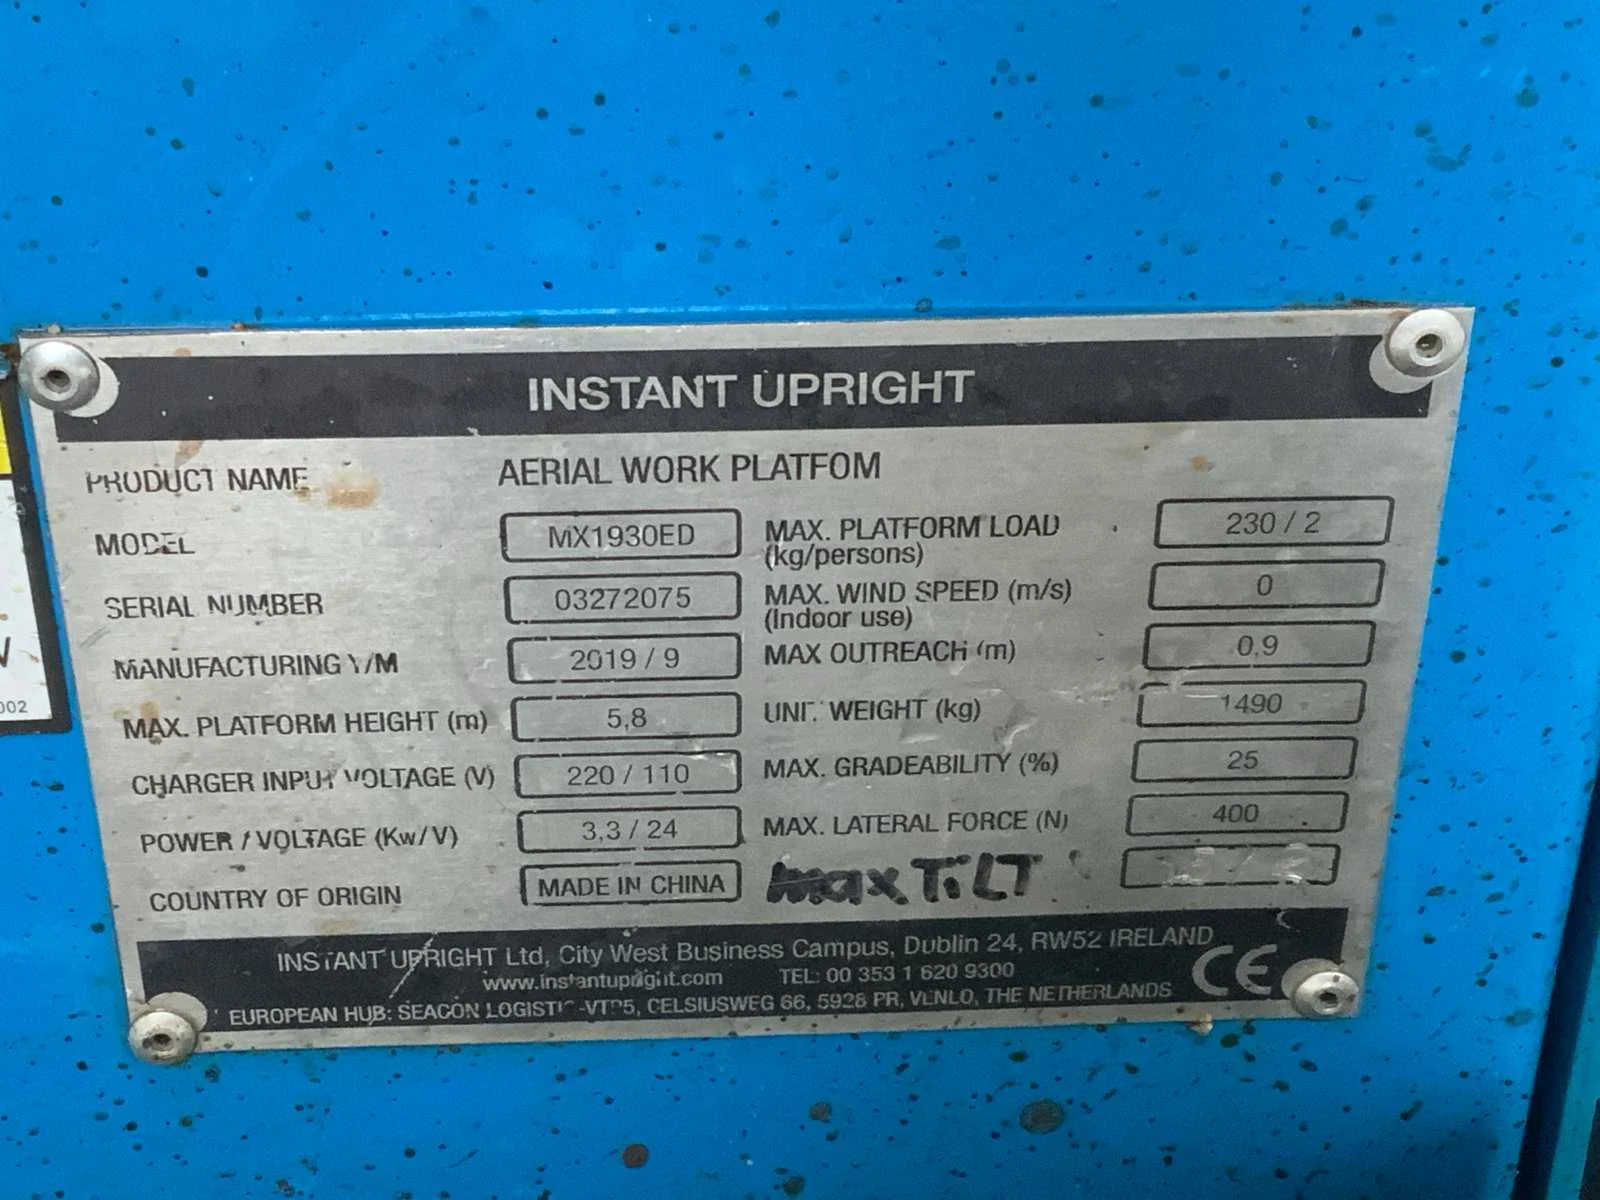 INSTANT UPRIGHT
PRODUCT NAME AERIAL WORK PLATFOM
MODEL MX1930ED MAX. PLATFORM LOAD (kg/persons) 230 / 2
SERIAL NUMBER 03272075 MAX. WIND SPEED (m/s) (Indoor use) 0
MANUFACTURING Y/M 2019 / 9 MAX OUTREACH (m) 0,9
MAX. PLATFORM HEIGHT (m) 5,8 UNIT WEIGHT (kg) 1490
CHARGER INPUT VOLTAGE (V) 220 / 110 MAX. GRADEABILITY (%) 25
POWER / VOLTAGE (Kw/V) 3,3 / 24 MAX. LATERAL FORCE (N) 400
COUNTRY OF ORIGIN MADE IN CHINA max TiLT
INSTANT UPRIGHT Ltd, City West Business Campus, Dublin 24, RW52 IRELAND
www.instantupright.com TEL: 00 353 1 620 9300 CE
EUROPEAN HUB: SEACON LOGISTIC , CELSIUSWEG 66, 5928 PR, VENLO, THE NETHERLANDS
002